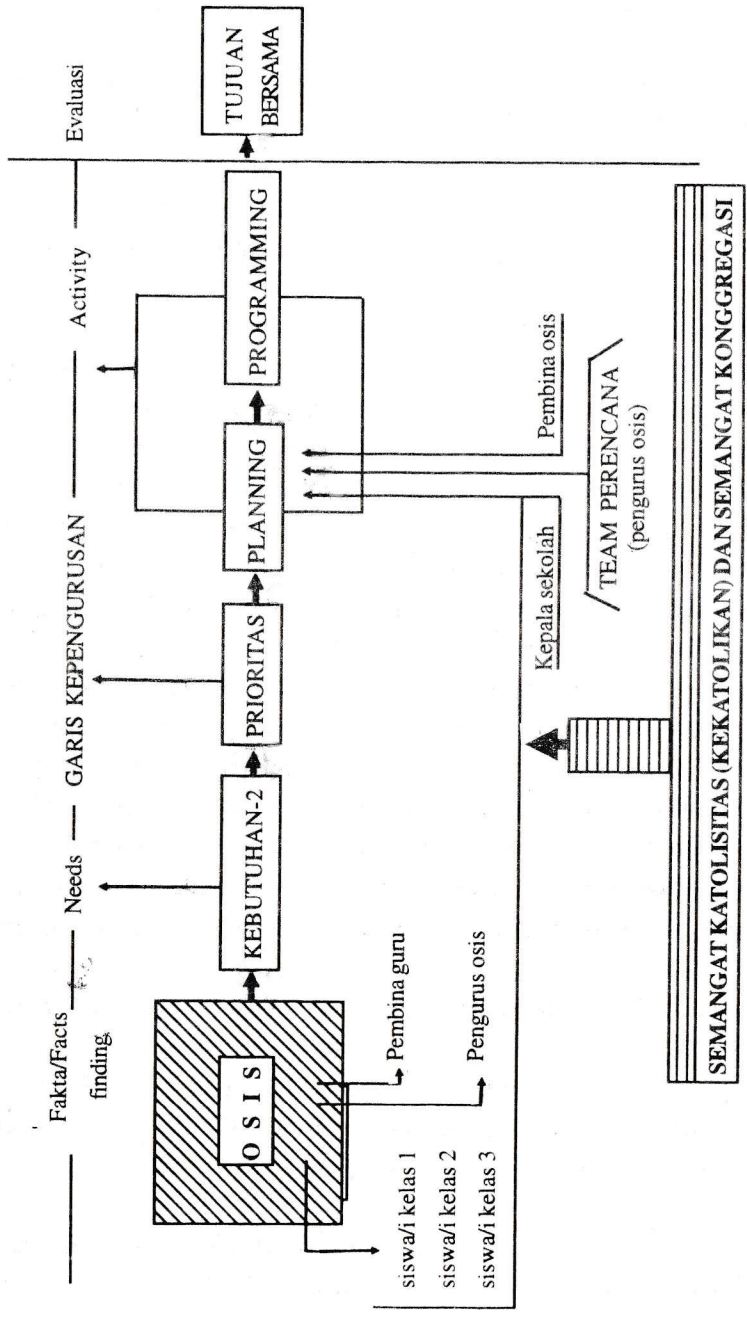 Fakta/Facts
finding
Needs
GARIS KEPENGURUSAN
Activity
Evaluasi
O S I S
KEBUTUHAN-2
PRIORITAS
PLANNING
PROGRAMMING
TUJUAN
BERSAMA
Pembina guru
Pengurus osis
siswa/i kelas 1
siswa/i kelas 2
siswa/i kelas 3
Kepala sekolah
Pembina osis
TEAM PERENCANA
(pengurus osis)
SEMANGAT KATOLISITAS (KEKATOLIKAN) DAN SEMANGAT KONGGREGASI